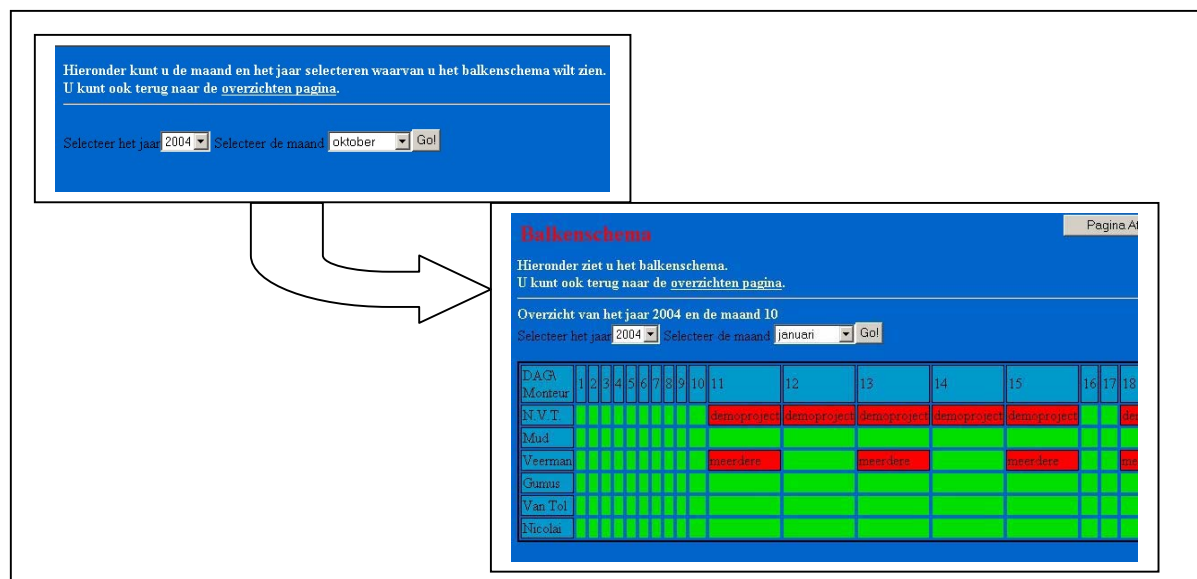 Hieronder kunt u de maand en het jaar selecteren waarvan u het balkenschema wilt zien.
U kunt ook terug naar de overzichten pagina.
Selecteer het jaar 2004 Selecteer de maand oktober Go!
Balkenschema
Pagina Af
Hieronder ziet u het balkenschema.
U kunt ook terug naar de overzichten pagina.
Overzicht van het jaar 2004 en de maand 10
Selecteer het jaar 2004 Selecteer de maand januari Go!
DAG\
Monteur 1 2 3 4 5 6 7 8 9 10 11 12 13 14 15 16 17 18
N.V.T. demoproject demoproject demoproject demoproject demoproject de
Mud
Veerman meerdere meerdere meerdere me
Gumus
Van Tol
Nicolai